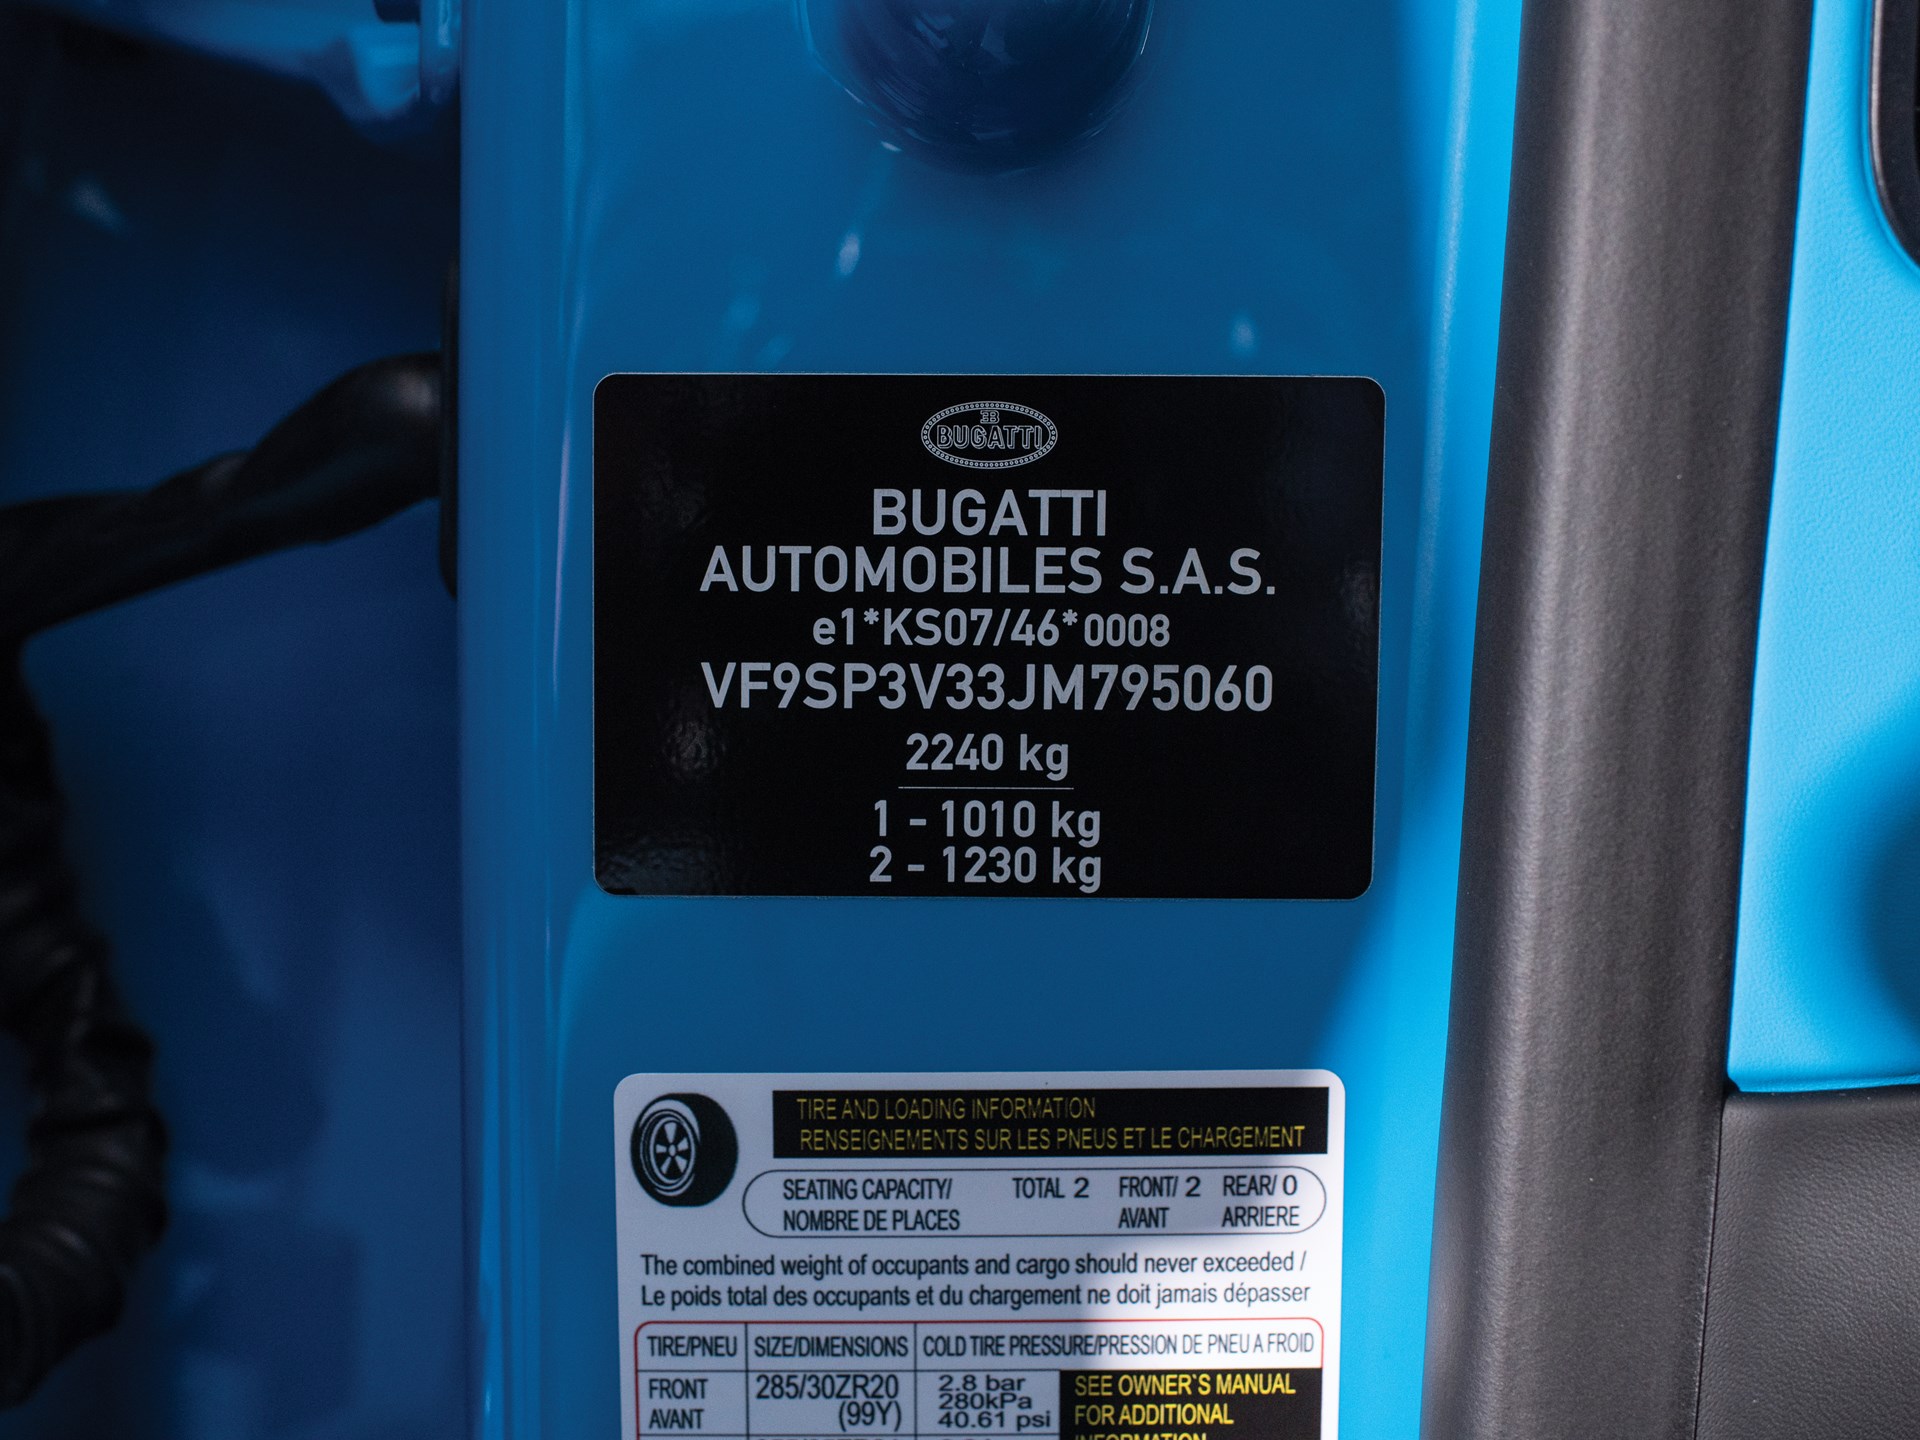 EB
BUGATTI
BUGATTI
AUTOMOBILES S.A.S.
e1*KS07/46*0008
VF9SP3V33JM795060
2240 kg
1 - 1010 kg
2 - 1230 kg
TIRE AND LOADING INFORMATION
RENSEIGNEMENTS SUR LES PNEUS ET LE CHARGEMENT
SEATING CAPACITY/ TOTAL 2 FRONT/ 2 REAR/ 0
NOMBRE DE PLACES AVANT ARRIERE
The combined weight of occupants and cargo should never exceeded /
Le poids total des occupants et du chargement ne doit jamais dépasser
TIRE/PNEU SIZE/DIMENSIONS COLD TIRE PRESSURE/PRESSION DE PNEU A FROID
FRONT 285/30ZR20 2.8 bar SEE OWNER`S MANUAL
280kPa
AVANT (99Y) 40.61 psi FOR ADDITIONAL
INFORMATION